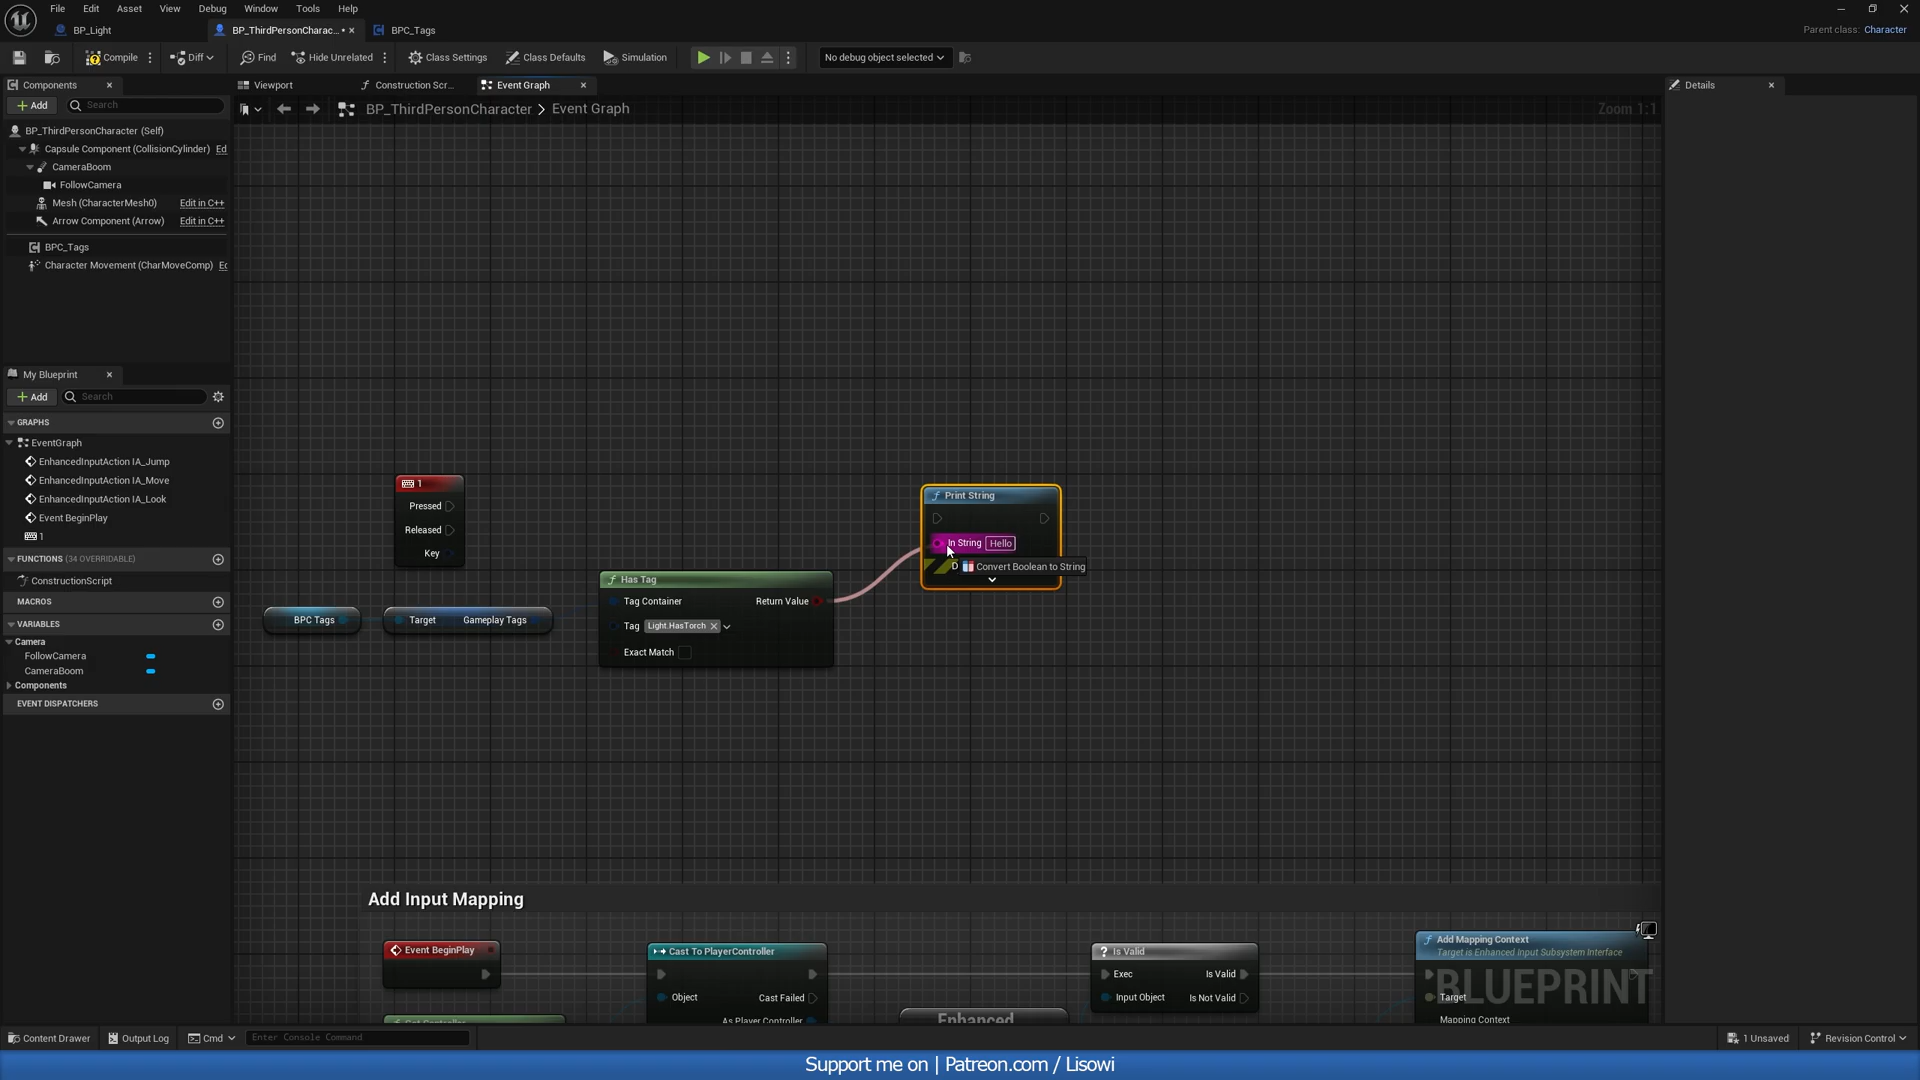 File Edit Asset View Debug Window Tools Help
BP_Light BP_ThirdPersonCharac... • BPC_Tags
Parent class: Character
Compile Diff Find Hide Unrelated Class Settings Class Defaults Simulation No debug object selected
Components Viewport Construction Scr... Event Graph Details
Add Search
BP_ThirdPersonCharacter > Event Graph Zoom 1:1
BP_ThirdPersonCharacter (Self)
Capsule Component (CollisionCylinder) Ed
CameraBoom
FollowCamera
Mesh (CharacterMesh0) Edit in C++
Arrow Component (Arrow) Edit in C++
BPC_Tags
Character Movement (CharMoveComp) Ec
My Blueprint
Add Search
GRAPHS
EventGraph
EnhancedInputAction IA_Jump
EnhancedInputAction IA_Move
EnhancedInputAction IA_Look
Event BeginPlay
1
FUNCTIONS (34 OVERRIDABLE)
ConstructionScript
MACROS
VARIABLES
Camera
FollowCamera
CameraBoom
Components
EVENT DISPATCHERS
1
Pressed
Released
Key
BPC Tags
Target Gameplay Tags
Has Tag
Tag Container Return Value
Tag Light.HasTorch
Exact Match
Print String
In String Hello
D Convert Boolean to String
Add Input Mapping
Event BeginPlay
Cast To PlayerController
Object Cast Failed
As Player Controller
Is Valid
Exec Is Valid
Input Object Is Not Valid
Enhanced
Add Mapping Context
Target is Enhanced Input Subsystem Interface
Target
Mapping Context
BLUEPRINT
Content Drawer Output Log Cmd Enter Console Command 1 Unsaved Revision Control
Support me on | Patreon.com / Lisowi